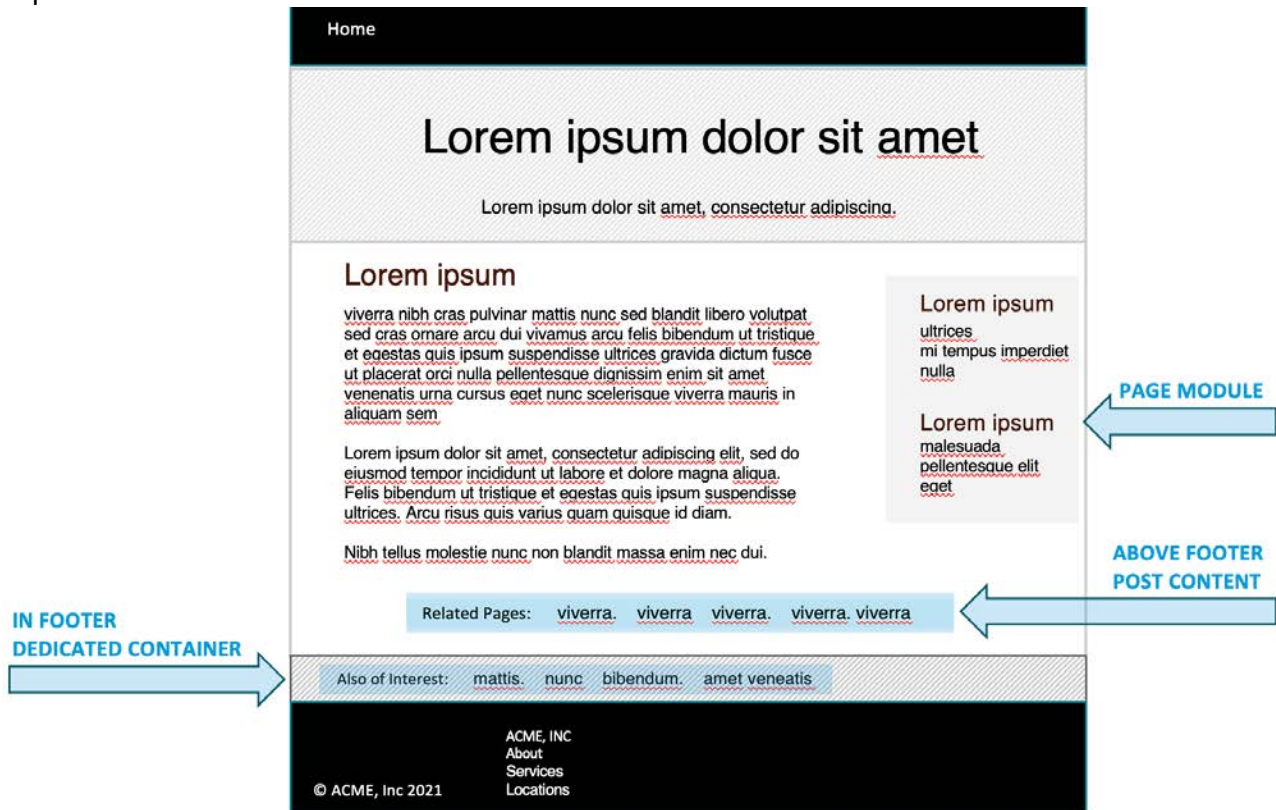 Home
Lorem ipsum dolor sit amet
Lorem ipsum dolor sit amet, consectetur adipiscing.
Lorem ipsum
viverra nibh cras pulvinar mattis nunc sed blandit libero volutpat
sed cras ornare arcu dui vivamus arcu felis bibendum ut tristique
et egestas quis ipsum suspendisse ultrices gravida dictum fusce
ut placerat orci nulla pellentesque dignissim enim sit amet
venenatis urna cursus eget nunc scelerisque viverra mauris in
aliquam sem
Lorem ipsum dolor sit amet, consectetur adipiscing elit, sed do
eiusmod tempor incididunt ut labore et dolore magna aliqua.
Felis bibendum ut tristique et egestas quis ipsum suspendisse
ultrices. Arcu risus quis varius quam quisque id diam.
Nibh tellus molestie nunc non blandit massa enim nec dui.
Lorem ipsum
ultrices
mi tempus imperdiet
nulla
Lorem ipsum
malesuada
pellentesque elit
eget
PAGE MODULE
ABOVE FOOTER
POST CONTENT
Related Pages: viverra. viverra viverra. viverra. viverra
IN FOOTER
DEDICATED CONTAINER
Also of Interest: mattis. nunc bibendum. amet veneatis
ACME, INC
About
Services
Locations
© ACME, Inc 2021